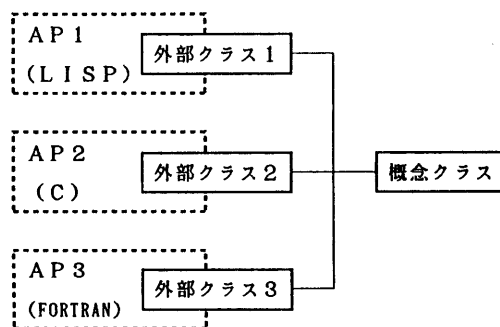 AP1
(LISP)
外部クラス1
AP2
(C)
外部クラス2
概念クラス
AP3
(FORTRAN)
外部クラス3